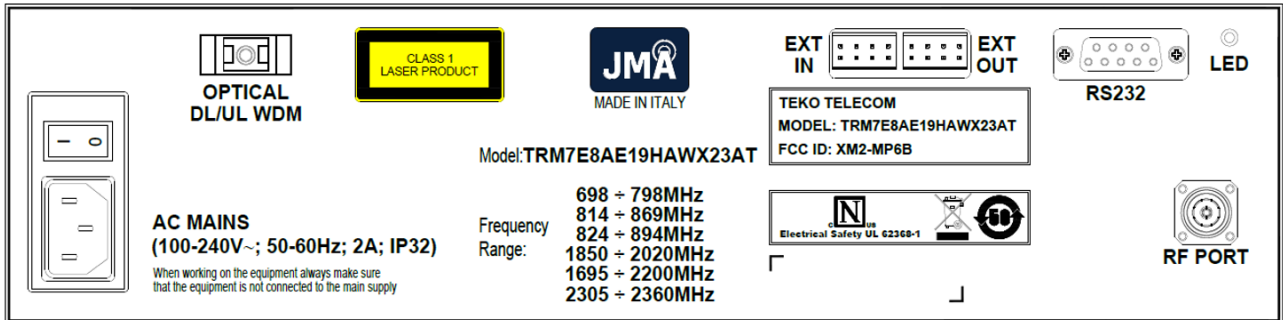 OPTICAL
DL/UL WDM
CLASS 1
LASER PRODUCT
JMA
MADE IN ITALY
EXT
IN
EXT
OUT
RS232
LED
TEKO TELECOM
MODEL: TRM7E8AE19HAWX23AT
FCC ID: XM2-MP6B
I O
Model:TRM7E8AE19HAWX23AT
AC MAINS
(100-240V~; 50-60Hz; 2A; IP32)
When working on the equipment always make sure
that the equipment is not connected to the main supply
Frequency
Range:
698 ÷ 798MHz
814 ÷ 869MHz
824 ÷ 894MHz
1850 ÷ 2020MHz
1695 ÷ 2200MHz
2305 ÷ 2360MHz
C N US
Electrical Safety UL 62368-1
50
RF PORT